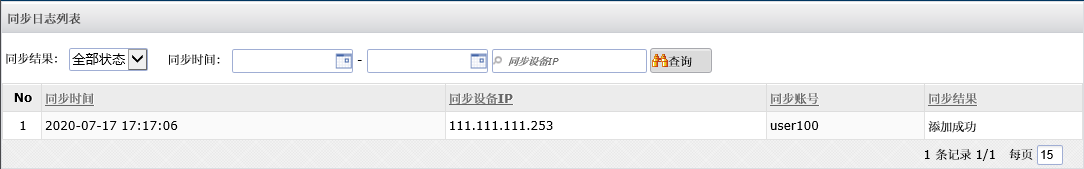 同步日志列表
同步结果： 全部状态 同步时间： - 同步设备IP 查询
No 同步时间 同步设备IP 同步账号 同步结果
1 2020-07-17 17:17:06 111.111.111.253 user100 添加成功
1 条记录 1/1 每页 15